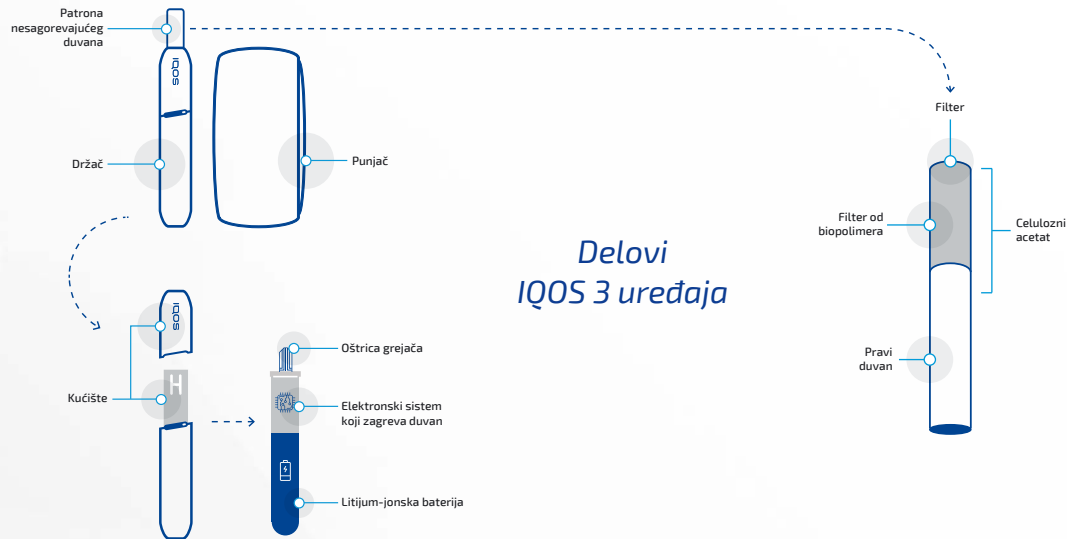 Patrona
nesagorevajućeg
duvana
IQOS
Držač
Punjač
Filter
Filter od
biopolimera
Celulozni
acetat
Pravi
duvan
Delovi
IQOS 3 uređaja
IQOS
H
Kućište
Oštrica grejača
Elektronski sistem
koji zagreva duvan
Litijum-jonska baterija